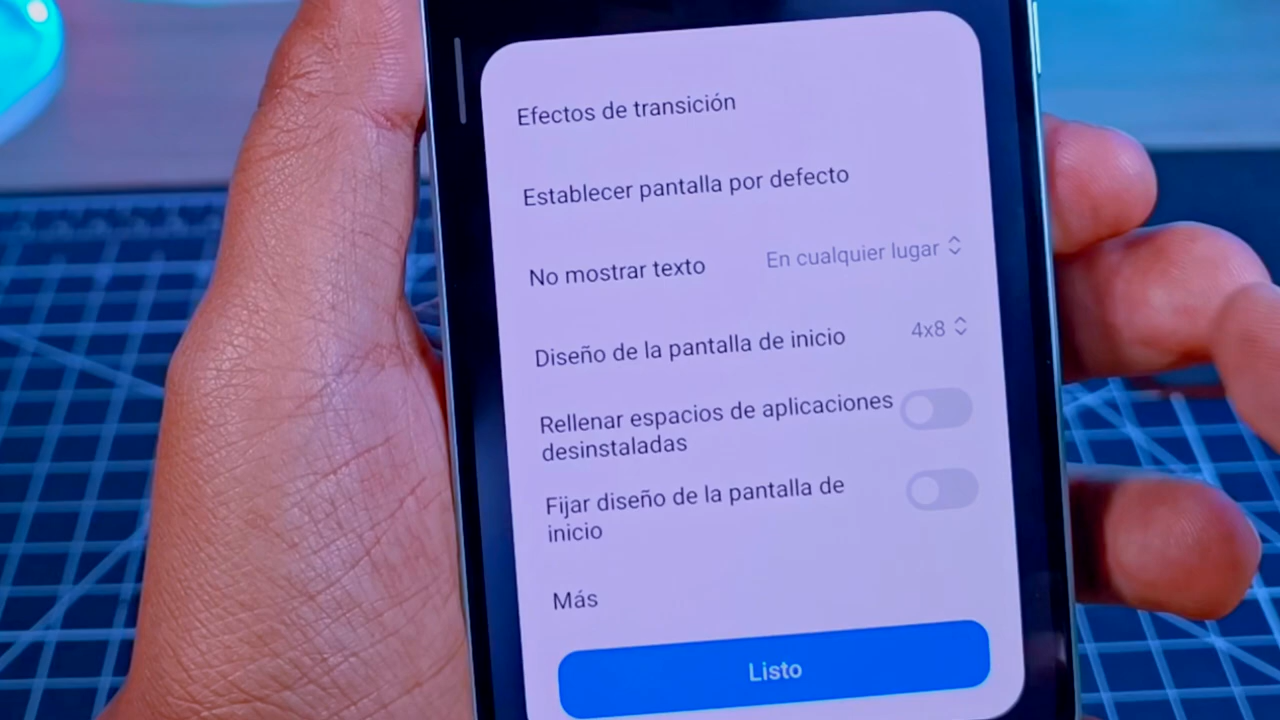 Efectos de transición
Establecer pantalla por defecto
No mostrar texto En cualquier lugar
Diseño de la pantalla de inicio 4x8
Rellenar espacios de aplicaciones
desinstaladas
Fijar diseño de la pantalla de
inicio
Más
Listo